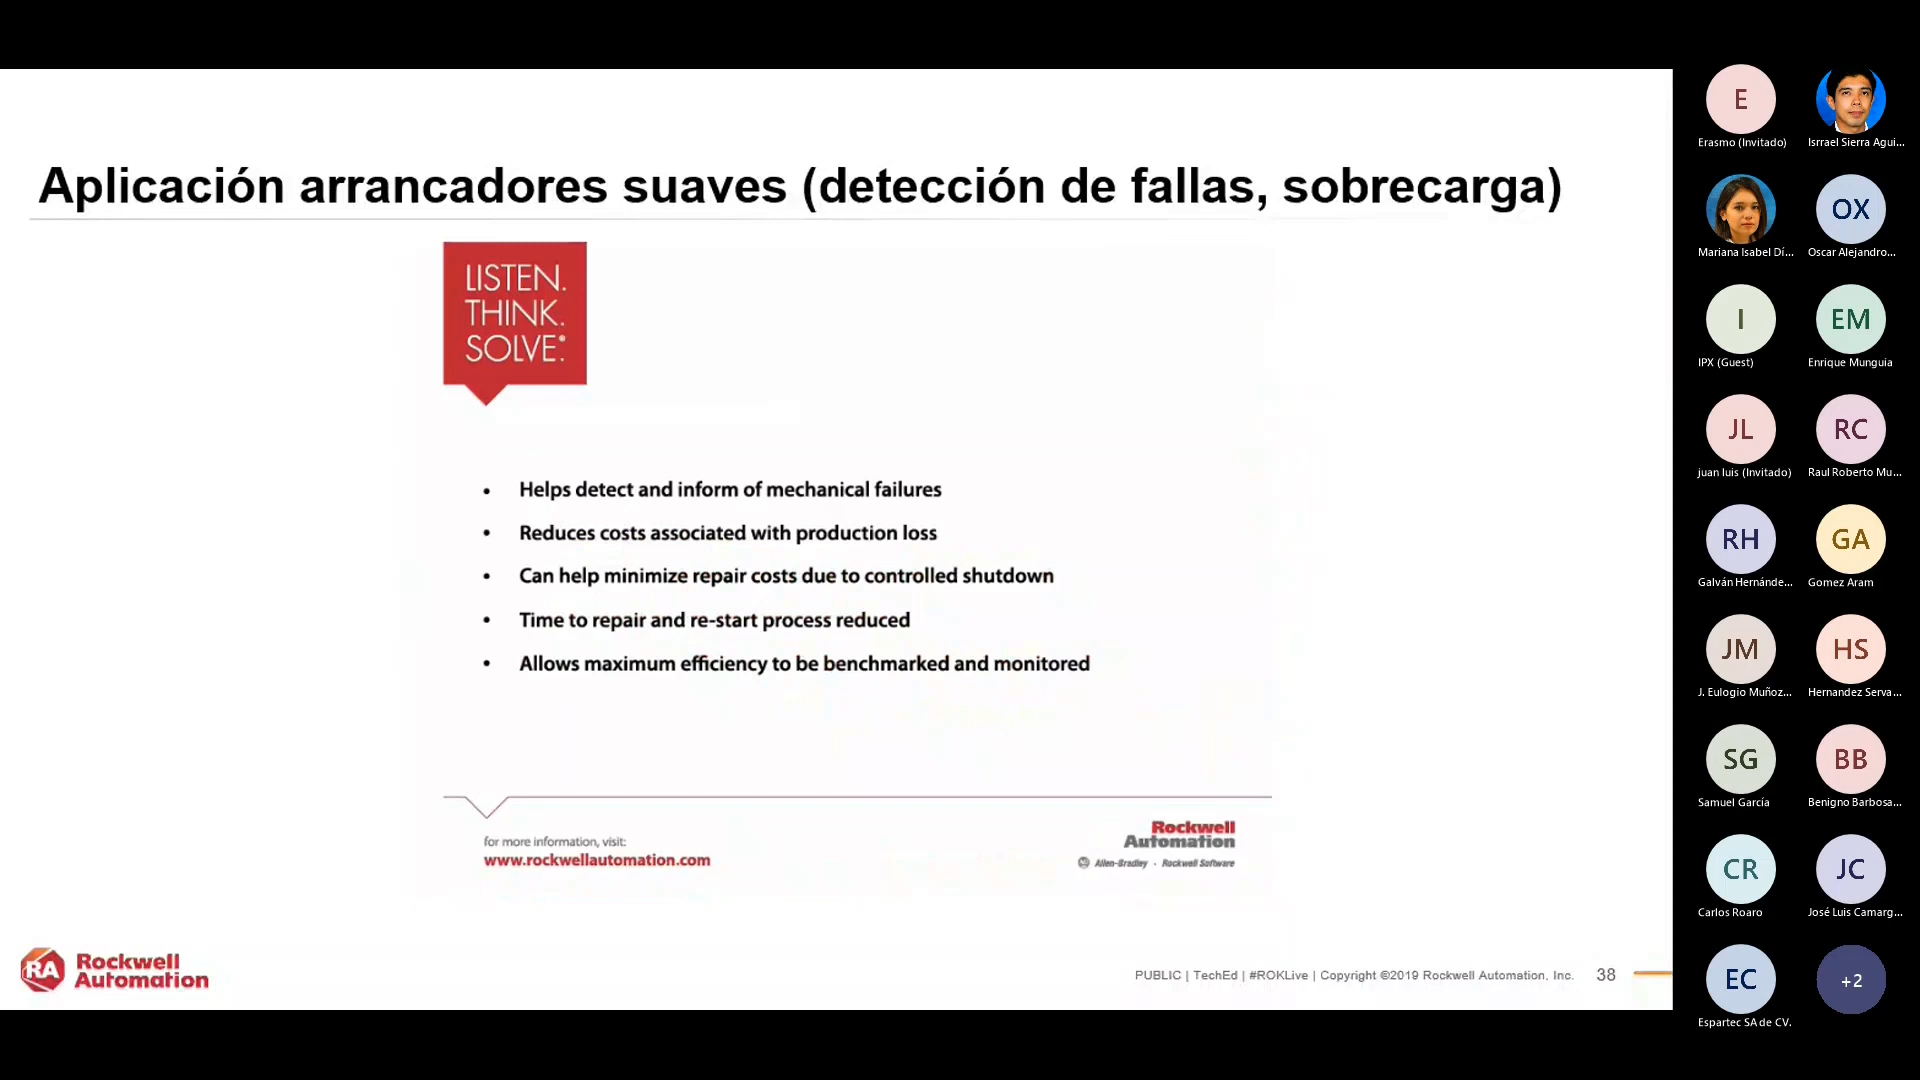 Aplicación arrancadores suaves (detección de fallas, sobrecarga)
LISTEN.
THINK.
SOLVE.®
• Helps detect and inform of mechanical failures
• Reduces costs associated with production loss
• Can help minimize repair costs due to controlled shutdown
• Time to repair and re-start process reduced
• Allows maximum efficiency to be benchmarked and monitored
for more information, visit:
www.rockwellautomation.com
Rockwell
Automation
Allen-Bradley · Rockwell Software
RA Rockwell
Automation
PUBLIC | TechEd | #ROKLive | Copyright ©2019 Rockwell Automation, Inc. 38
E
Erasmo (Invitado)
Isrrael Sierra Agui...
Mariana Isabel Dí...
OX
Oscar Alejandro...
I
IPX (Guest)
EM
Enrique Munguia
JL
juan luis (Invitado)
RC
Raul Roberto Mu...
RH
Galván Hernánde...
GA
Gomez Aram
JM
J. Eulogio Muñoz...
HS
Hernandez Serva...
SG
Samuel García
BB
Benigno Barbosa...
CR
Carlos Roaro
JC
José Luis Camarg...
EC
Espartec SA de CV.
+2